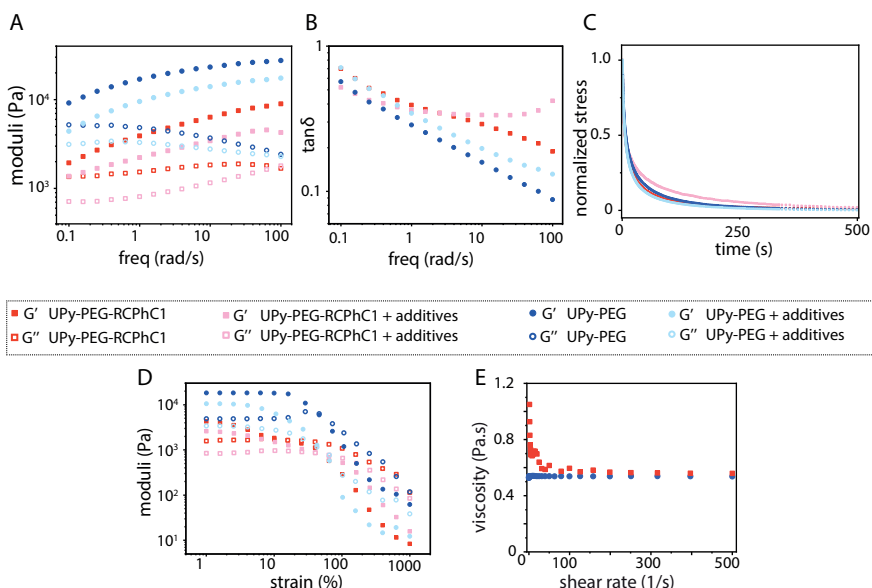 A
B
C
moduli (Pa)
10⁴
10³
0.1
1
10
100
freq (rad/s)
tanδ
1
0.1
0.1
1
10
100
freq (rad/s)
normalized stress
1.0
0.5
0
250
500
time (s)
G′ UPy-PEG-RCPhC1
G′ UPy-PEG-RCPhC1 + additives
G′ UPy-PEG
G′ UPy-PEG + additives
G′′ UPy-PEG-RCPhC1
G′′ UPy-PEG-RCPhC1 + additives
G′′ UPy-PEG
G′′ UPy-PEG + additives
D
E
moduli (Pa)
10⁴
10³
10²
10¹
1
10
100
1000
strain (%)
viscosity (Pa.s)
1.2
0.9
0.6
0.3
0
0
100
300
500
shear rate (1/s)